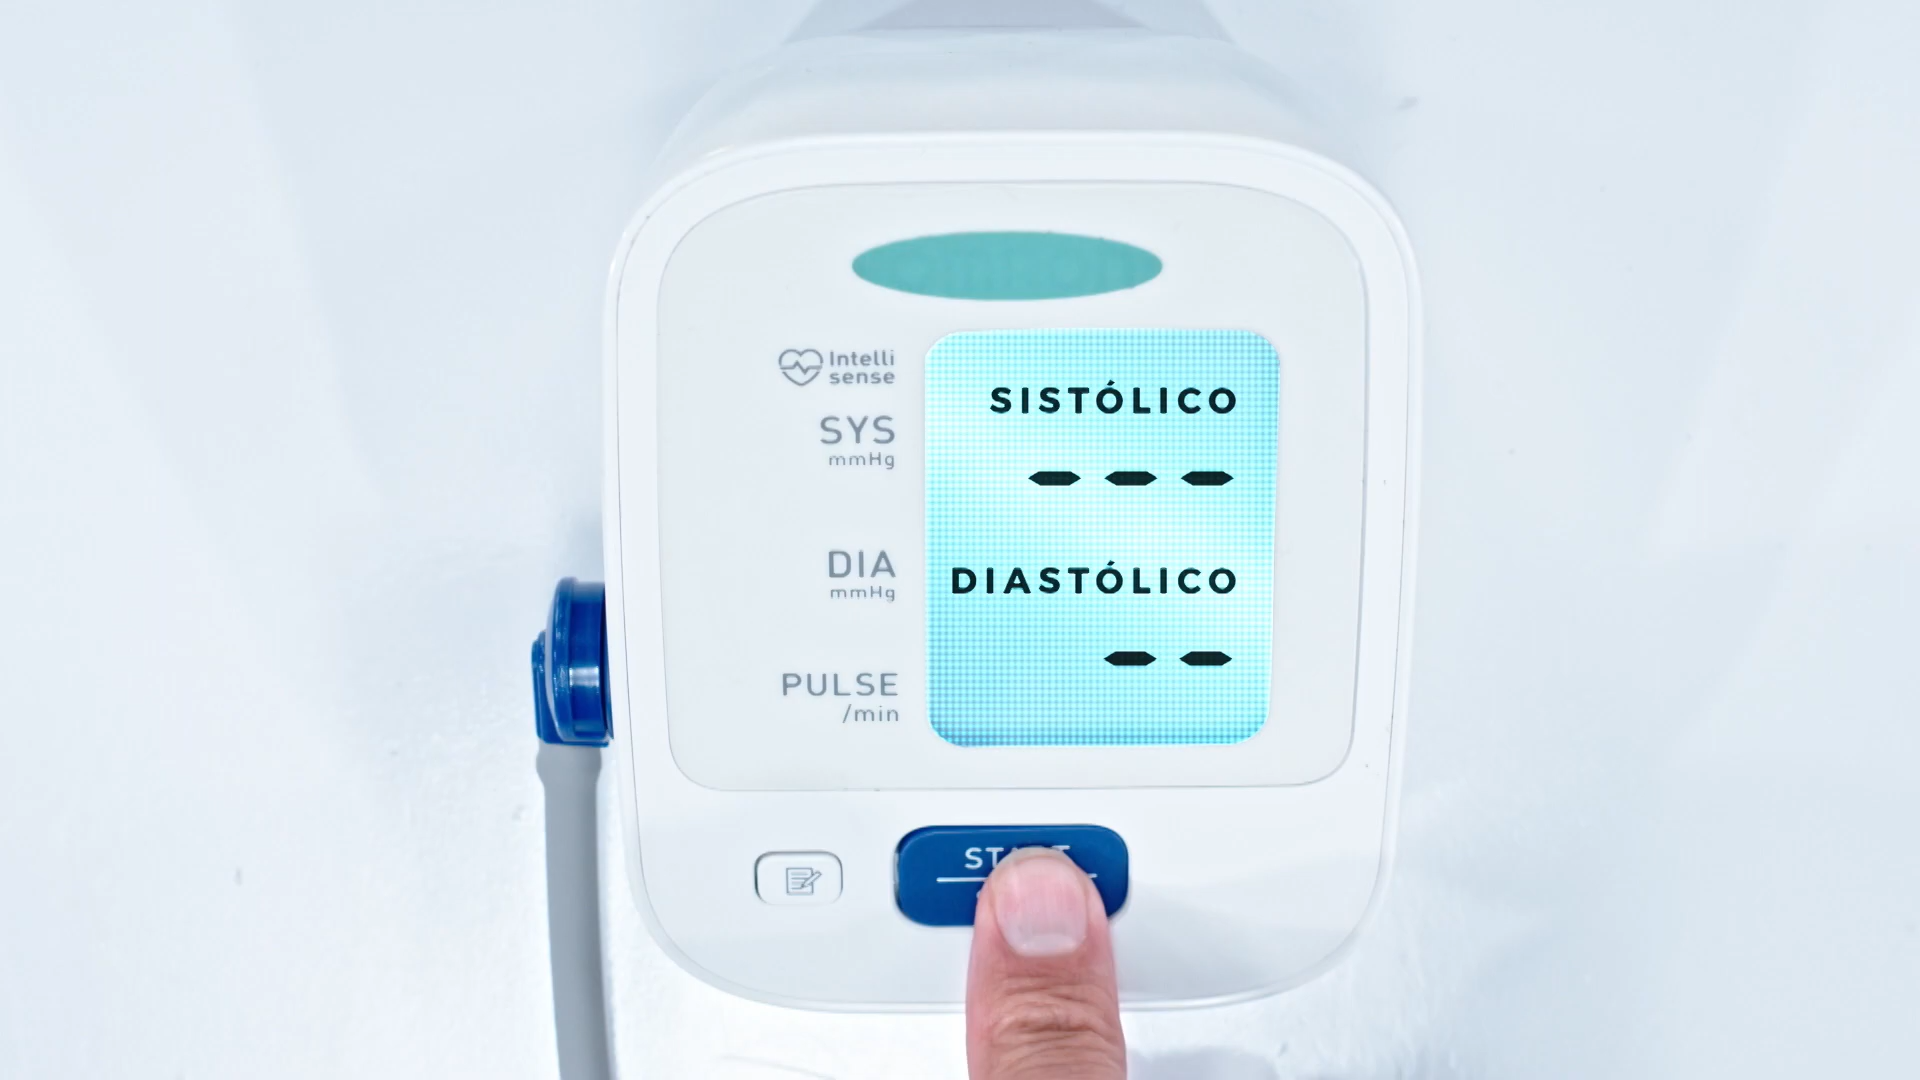 Intelli
sense
SYS
mmHg
DIA
mmHg
PULSE
/min
SISTÓLICO
- - -
DIASTÓLICO
- -